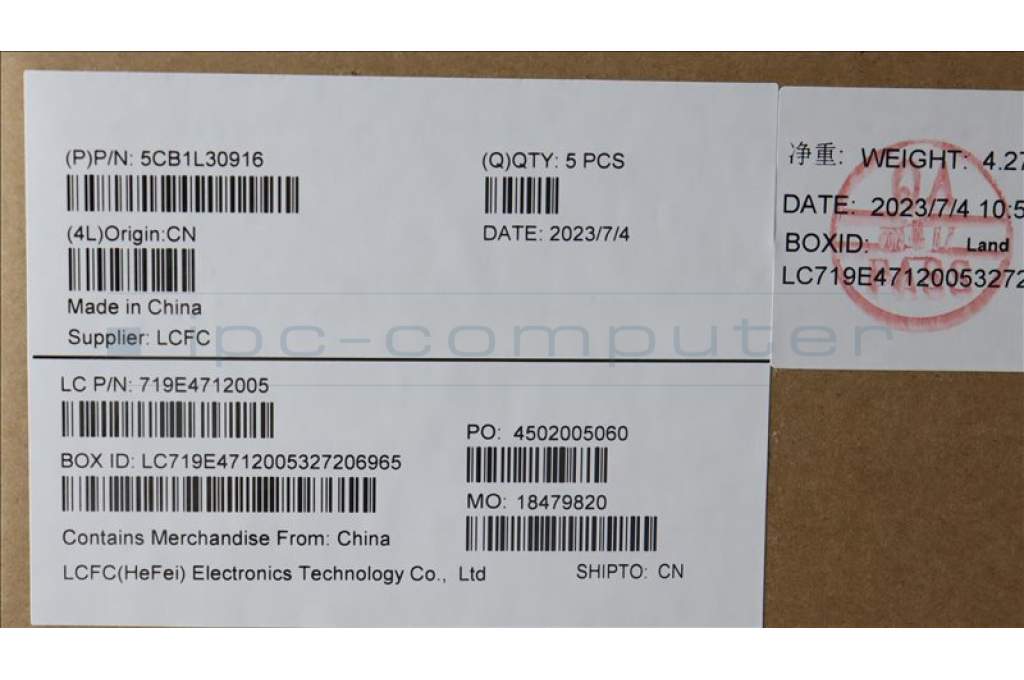 (P)P/N: 5CB1L30916
(Q)QTY: 5 PCS
(4L)Origin:CN
DATE: 2023/7/4
Made in China
Supplier: LCFC
LC P/N: 719E4712005
PO: 4502005060
BOX ID: LC719E4712005327206965
MO: 18479820
Contains Merchandise From: China
LCFC(HeFei) Electronics Technology Co., Ltd
SHIPTO: CN
净重: WEIGHT: 4.27
DATE: 2023/7/4 10:5
BOXID: Land
LC719E47120053272
QA
PASS
ipc-computer